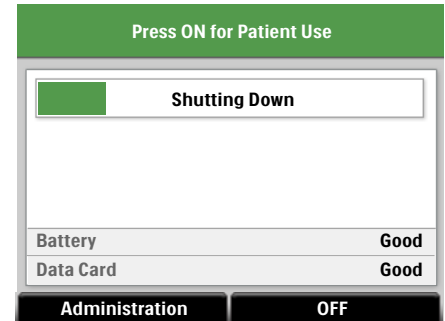 Press ON for Patient Use
Shutting Down
Battery Good
Data Card Good
Administration OFF